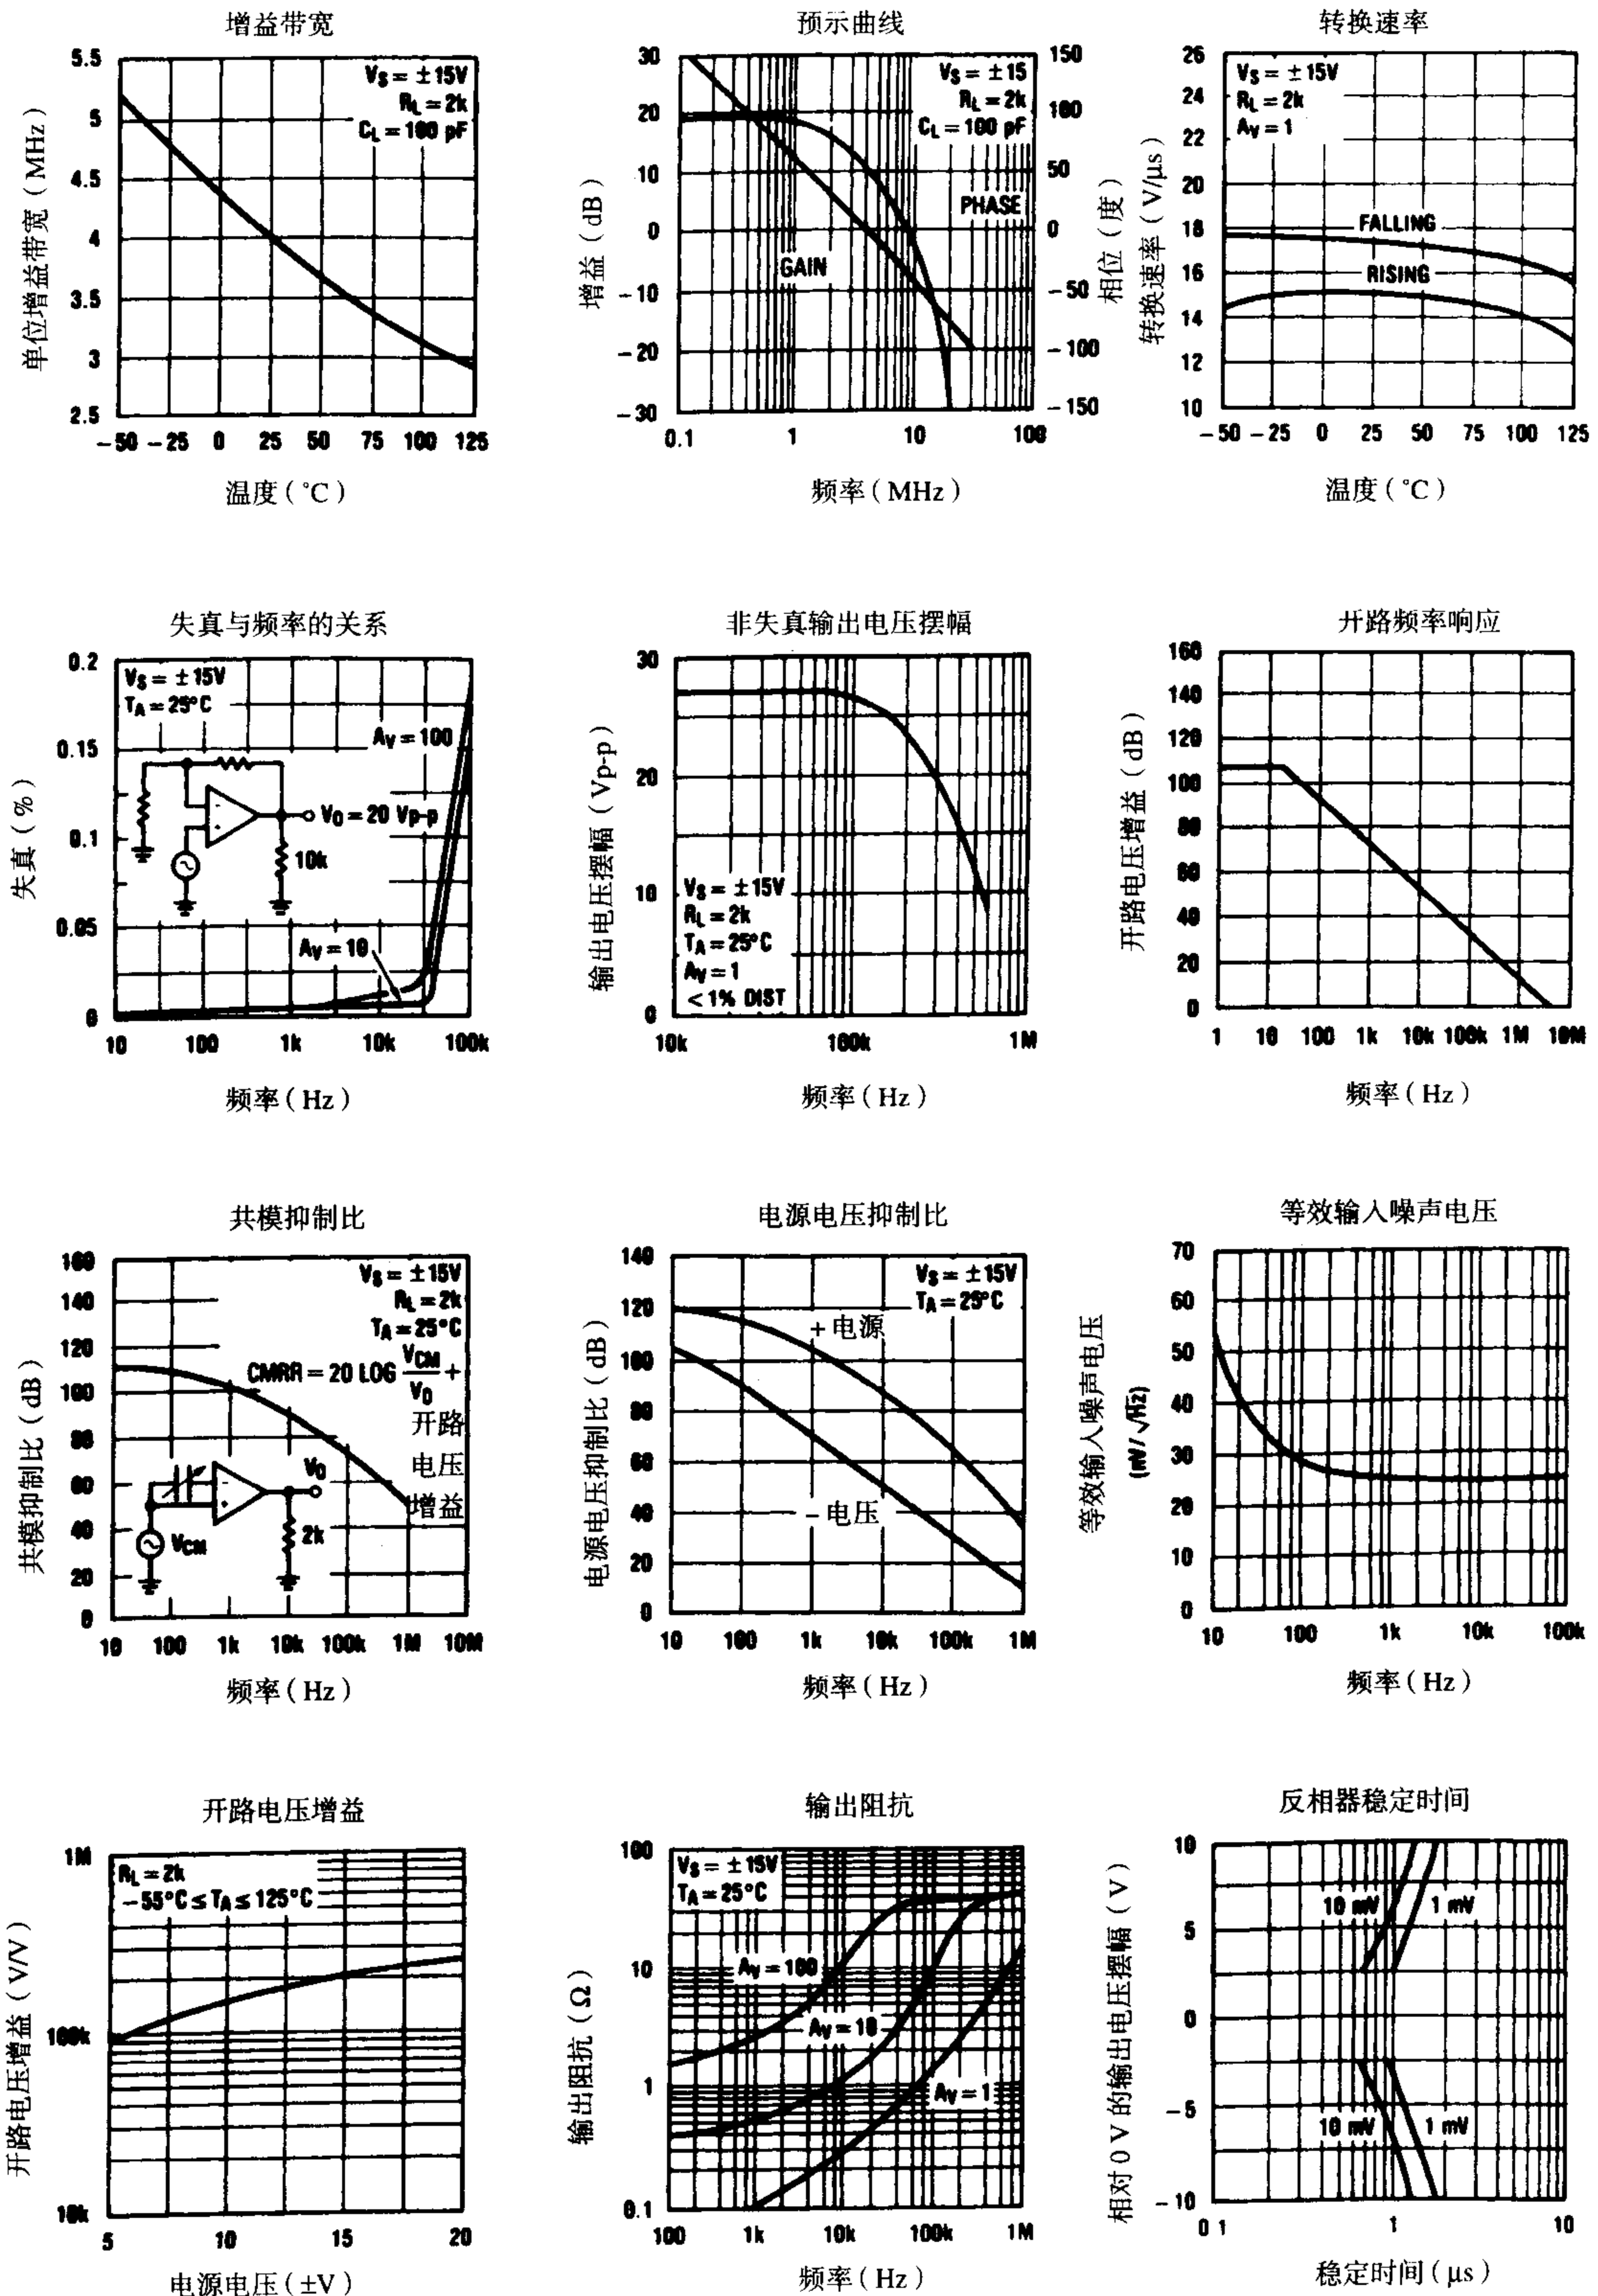 增益带宽
5.5
5
4.5
4
3.5
3
2.5
单位增益带宽（MHz）
VS = ±15V
RL = 2k
CL = 100 pF
−50 −25 0 25 50 75 100 125
温度（°C）
预示曲线
30
20
10
0
−10
−20
−30
增益（dB）
VS = ±15
RL = 2k
CL = 100 pF
PHASE
GAIN
150
100
50
0
−50
−100
−150
相位（度）
0.1 1 10 100
频率（MHz）
转换速率
26
24
22
20
18
16
14
12
10
转换速率（V/μs）
VS = ±15V
RL = 2k
AV = 1
FALLING
RISING
−50 −25 0 25 50 75 100 125
温度（°C）
失真与频率的关系
0.2
0.15
0.1
0.05
0
失真（%）
VS = ±15V
TA = 25°C
AV = 100
VO = 20 Vp-p
10k
AV = 10
10 100 1k 10k 100k
频率（Hz）
非失真输出电压摆幅
30
20
10
0
输出电压摆幅（Vp-p）
VS = ±15V
RL = 2k
TA = 25°C
AV = 1
< 1% DIST
10k 100k 1M
频率（Hz）
开路频率响应
160
140
120
100
80
60
40
20
0
开路电压增益（dB）
1 10 100 1k 10k 100k 1M 10M
频率（Hz）
共模抑制比
160
140
120
100
80
60
40
20
0
共模抑制比（dB）
VS = ±15V
RL = 2k
TA = 25°C
CMRR = 20 LOG VCM/VO +
开路
电压
增益
VO
2k
VCM
10 100 1k 10k 100k 1M 10M
频率（Hz）
电源电压抑制比
140
120
100
80
60
40
20
0
电源电压抑制比（dB）
VS = ±15V
TA = 25°C
+电源
−电压
10 100 1k 10k 100k 1M
频率（Hz）
等效输入噪声电压
70
60
50
40
30
20
10
0
等效输入噪声电压
(nV/√Hz)
10 100 1k 10k 100k
频率（Hz）
开路电压增益
1M
100k
10k
开路电压增益（V/V）
RL = 2k
−55°C ≤ TA ≤ 125°C
5 10 15 20
电源电压（±V）
输出阻抗
100
10
1
0.1
输出阻抗（Ω）
VS = ±15V
TA = 25°C
AV = 100
AV = 10
AV = 1
100 1k 10k 100k 1M
频率（Hz）
反相器稳定时间
10
5
0
−5
−10
相对0 V的输出电压摆幅（V）
10 mV 1 mV
10 mV 1 mV
0 1 1 10
稳定时间（μs）